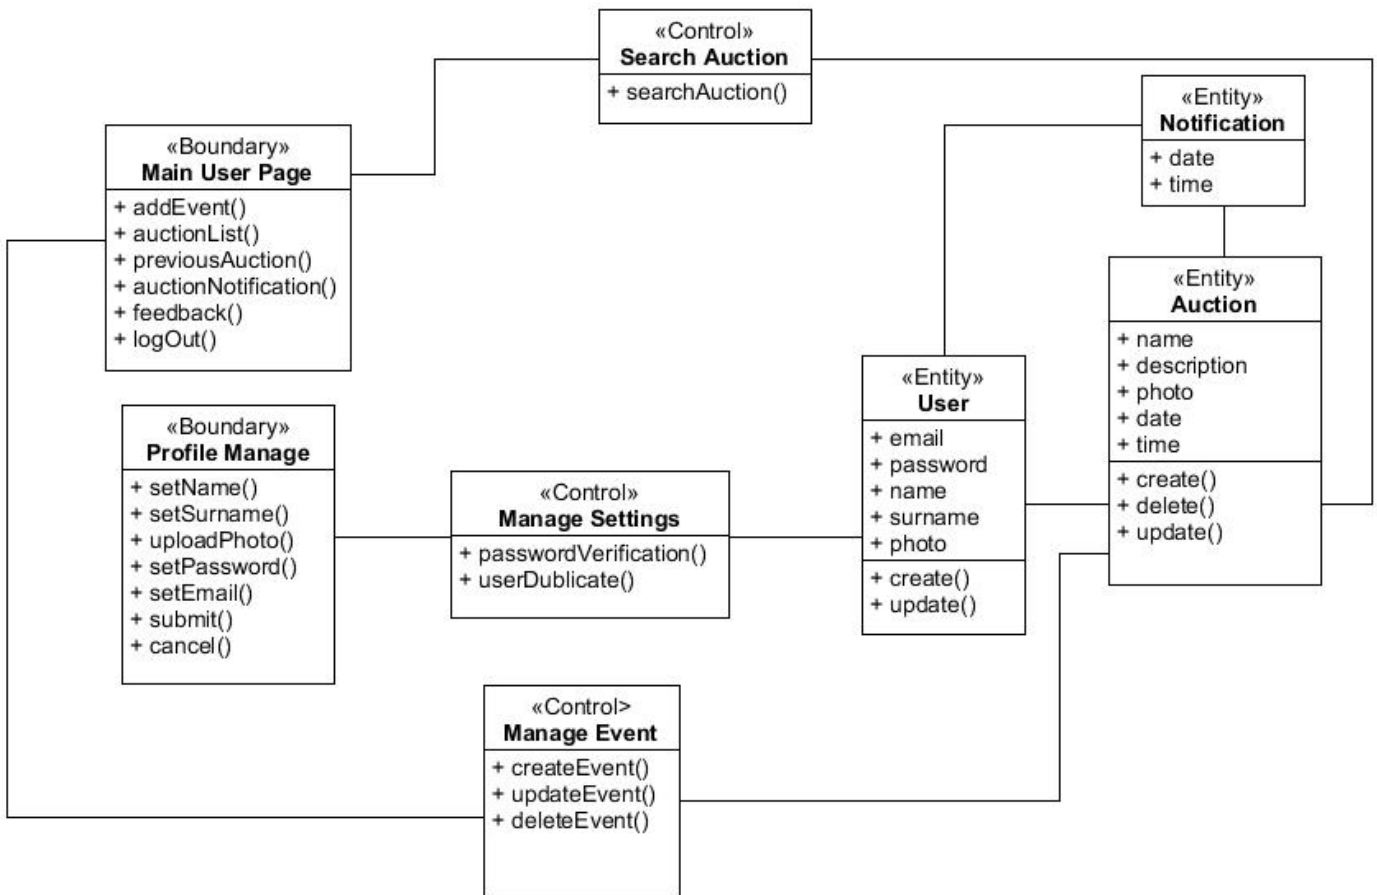 «Control»
Search Auction
+ searchAuction()
«Entity»
Notification
+ date
+ time
«Boundary»
Main User Page
+ addEvent()
+ auctionList()
+ previousAuction()
+ auctionNotification()
+ feedback()
+ logOut()
«Entity»
Auction
+ name
+ description
+ photo
+ date
+ time
+ create()
+ delete()
+ update()
«Entity»
User
+ email
+ password
+ name
+ surname
+ photo
+ create()
+ update()
«Boundary»
Profile Manage
+ setName()
+ setSurname()
+ uploadPhoto()
+ setPassword()
+ setEmail()
+ submit()
+ cancel()
«Control»
Manage Settings
+ passwordVerification()
+ userDublicate()
«Control>
Manage Event
+ createEvent()
+ updateEvent()
+ deleteEvent()